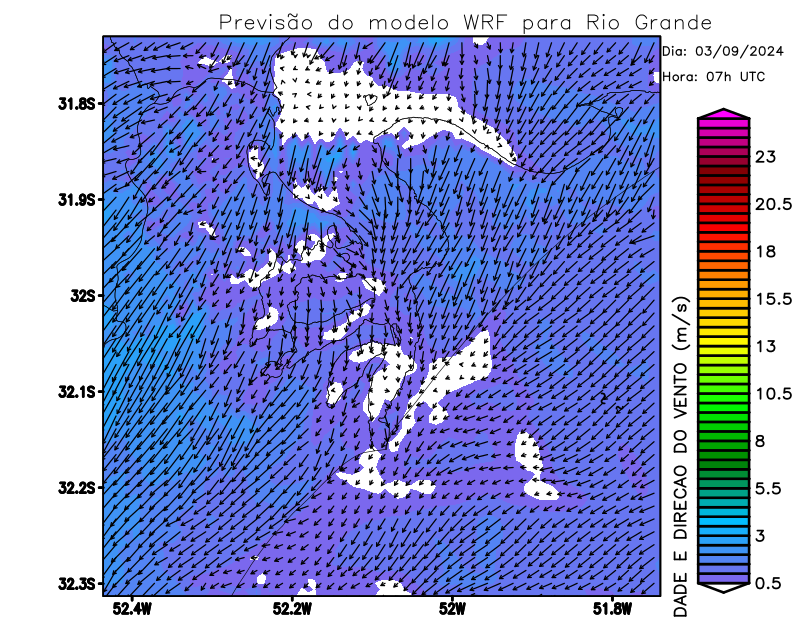 Previsão do modelo WRF para Rio Grande
Dia: 03/09/2024
Hora: 07h UTC
31.8S
31.9S
32S
32.1S
32.2S
32.3S
52.4W
52.2W
52W
51.8W
23
20.5
18
15.5
13
10.5
8
5.5
3
0.5
DADE E DIRECAO DO VENTO (m/s)